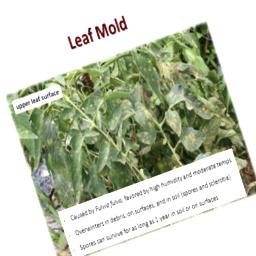 Leaf Mold
upper leaf surface
Caused by Fulvia fulva, favored by high humidity and moderate temps
Overwinters in debris, on surfaces, and in soil (spores and sclerotia)
Spores can survive for as long as 1 year in soil or on surfaces